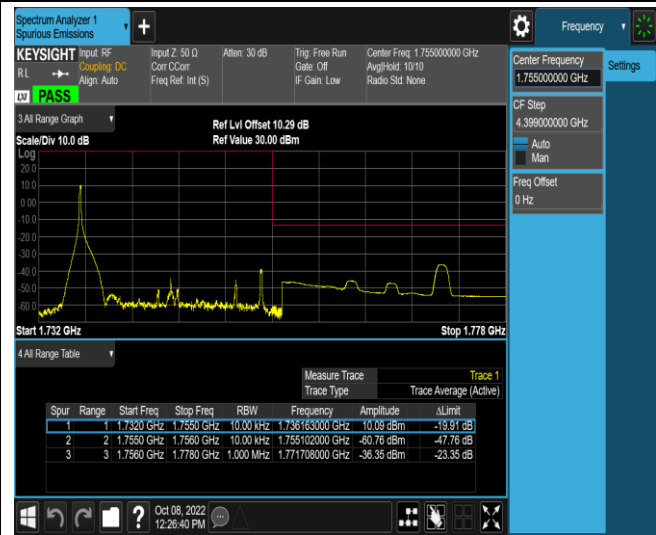 Spectrum Analyzer 1
Spurious Emissions
+
Frequency
KEYSIGHT
RL
LXI
PASS
Input: RF
Coupling: DC
Align: Auto
Input Z: 50 Ω
Corr CCorr
Freq Ref: Int (S)
Atten: 30 dB
Trig: Free Run
Gate: Off
IF Gain: Low
Center Freq: 1.755000000 GHz
Avg|Hold: 10/10
Radio Std: None
Center Frequency
1.755000000 GHz
Settings
CF Step
4.399000000 GHz
Auto
Man
Freq Offset
0 Hz
3 All Range Graph
Scale/Div 10.0 dB
Ref Lvl Offset 10.29 dB
Ref Value 30.00 dBm
Log
20.0
10.0
0.00
-10.0
-20.0
-30.0
-40.0
-50.0
-60.0
Start 1.732 GHz
Stop 1.778 GHz
4 All Range Table
Measure Trace Trace 1
Trace Type Trace Average (Active)
Spur Range Start Freq Stop Freq RBW Frequency Amplitude ΔLimit
1 1 1.7320 GHz 1.7550 GHz 10.00 kHz 1.736163000 GHz 10.09 dBm -19.91 dB
2 2 1.7550 GHz 1.7560 GHz 10.00 kHz 1.755102000 GHz -60.76 dBm -47.76 dB
3 3 1.7560 GHz 1.7780 GHz 1.000 MHz 1.771708000 GHz -36.35 dBm -23.35 dB
?
Oct 08, 2022
12:26:40 PM